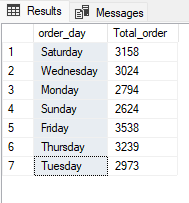 Results Messages
order_day Total_order
1 Saturday 3158
2 Wednesday 3024
3 Monday 2794
4 Sunday 2624
5 Friday 3538
6 Thursday 3239
7 Tuesday 2973